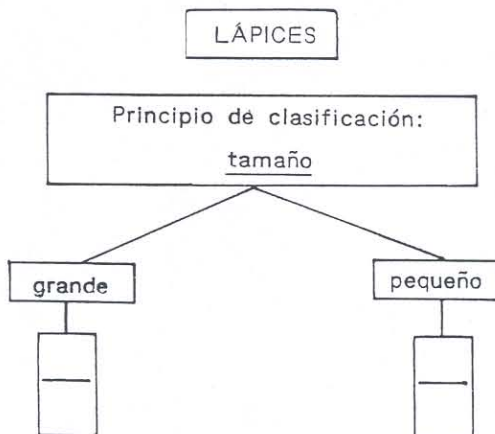 LÁPICES
Principio de clasificación:
tamaño
grande
pequeño